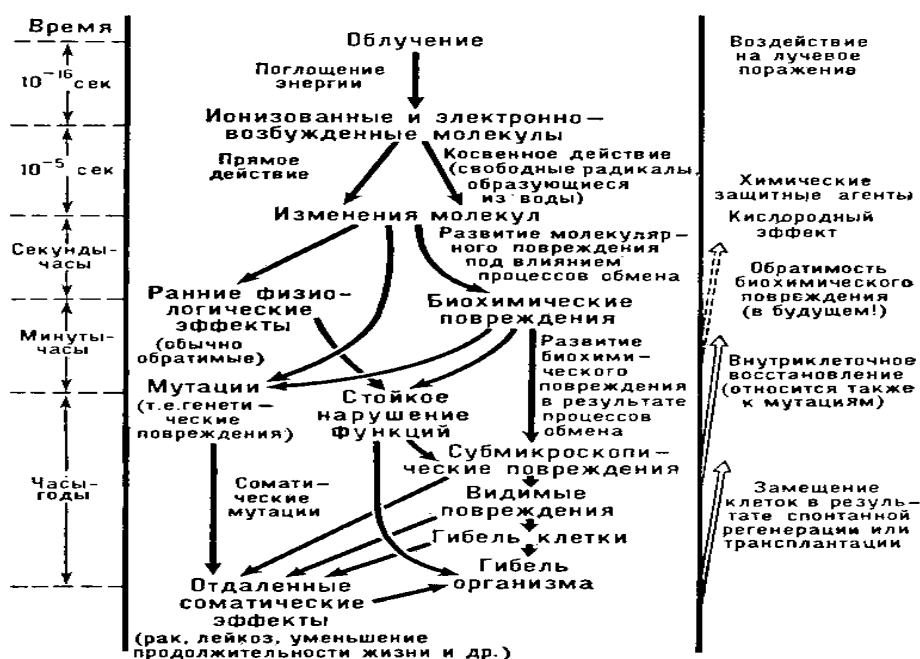 Время
10⁻¹⁶ сек
10⁻⁵ сек
Секунды-
часы
Минуты-
часы
Часы-
годы
Облучение
Поглощение
энергии
Ионизованные и электронно-
возбужденные молекулы
Прямое
действие
Косвенное действие
(свободные радикалы,
образующиеся
из воды)
Изменения молекул
Развитие молекуляр-
ного повреждения
под влиянием
процессов обмена
Ранние физио-
логические
эффекты
(обычно
обратимые)
Биохимические
повреждения
Развитие
биохими-
ческого
повреждения
в результате
процессов
обмена
Мутации
(т.е.генети-
ческие
повреждения)
Стойкое
нарушение
функций
Субмикроскопи-
ческие повреждения
Видимые
повреждения
Сомати-
ческие
мутации
Гибель клетки
Гибель
организма
Отдаленные
соматические
эффекты
(рак, лейкоз, уменьшение
продолжительности жизни и др.)
Воздействие
на лучевое
поражение
Химические
защитные агенты
Кислородный
эффект
Обратимость
биохимического
повреждения
(в будущем!)
Внутриклеточное
восстановление
(относится также
к мутациям)
Замещение
клеток в резуль-
тате спонтанной
регенерации или
трансплантации